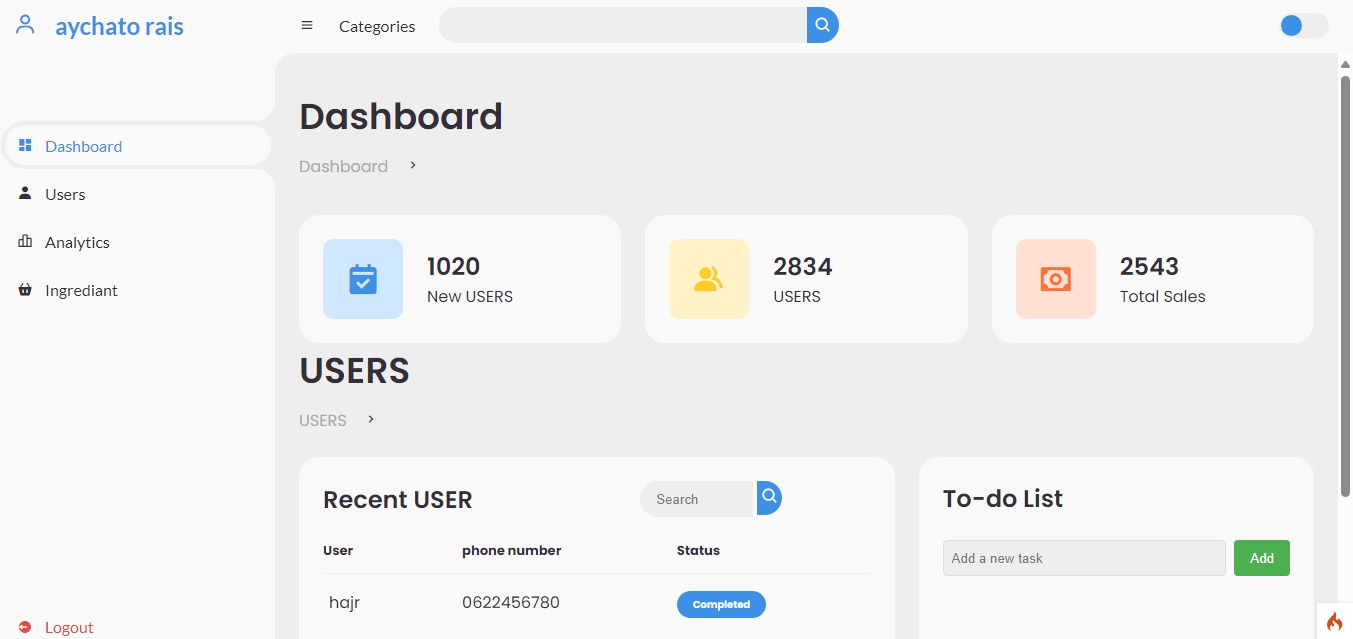 aychato rais
Categories
Dashboard
Users
Analytics
Ingrediant
Logout
Dashboard
Dashboard
1020
New USERS
2834
USERS
2543
Total Sales
USERS
USERS
Recent USER
Search
User phone number Status
hajr 0622456780 Completed
To-do List
Add a new task
Add